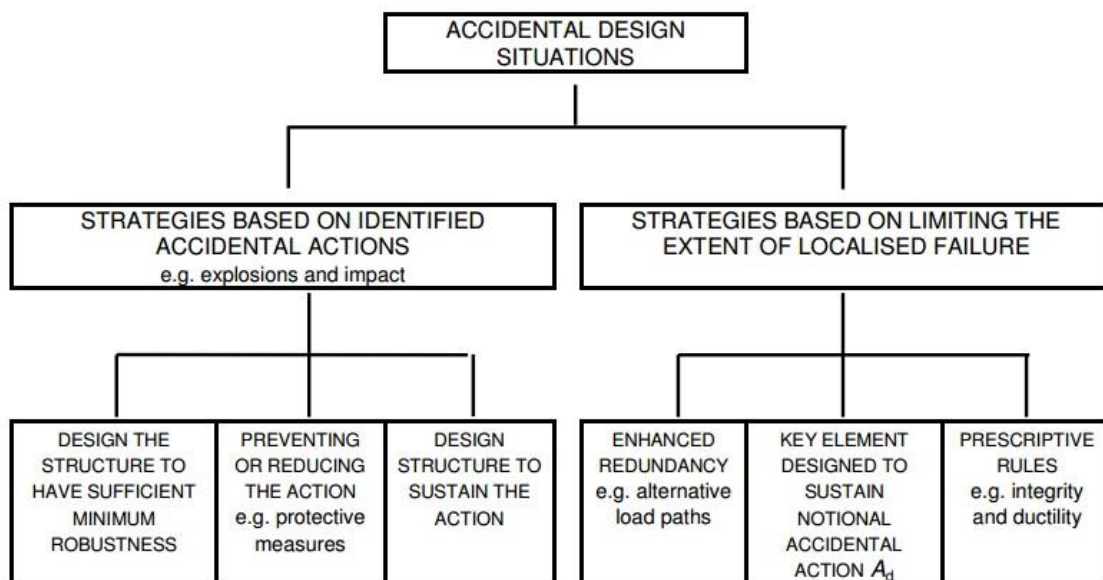 ACCIDENTAL DESIGN
SITUATIONS
STRATEGIES BASED ON IDENTIFIED
ACCIDENTAL ACTIONS
e.g. explosions and impact
STRATEGIES BASED ON LIMITING THE
EXTENT OF LOCALISED FAILURE
DESIGN THE
STRUCTURE TO
HAVE SUFFICIENT
MINIMUM
ROBUSTNESS
PREVENTING
OR REDUCING
THE ACTION
e.g. protective
measures
DESIGN
STRUCTURE TO
SUSTAIN THE
ACTION
ENHANCED
REDUNDANCY
e.g. alternative
load paths
KEY ELEMENT
DESIGNED TO
SUSTAIN
NOTIONAL
ACCIDENTAL
ACTION Ad
PRESCRIPTIVE
RULES
e.g. integrity
and ductility